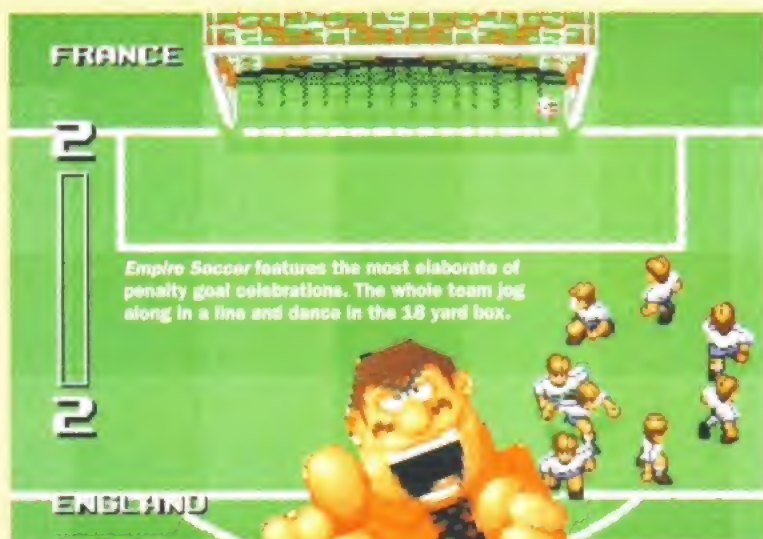 FRANCE
2
Empire Soccer features the most elaborate of
penalty goal celebrations. The whole team jog
along in a line and dance in the 18 yard box.
2
ENGLAND